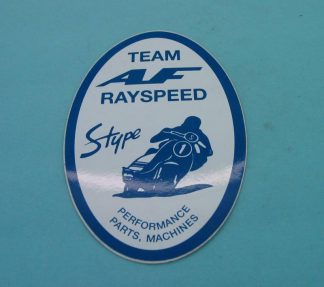 TEAM
AF
RAYSPEED
Stype
PERFORMANCE
PARTS, MACHINES